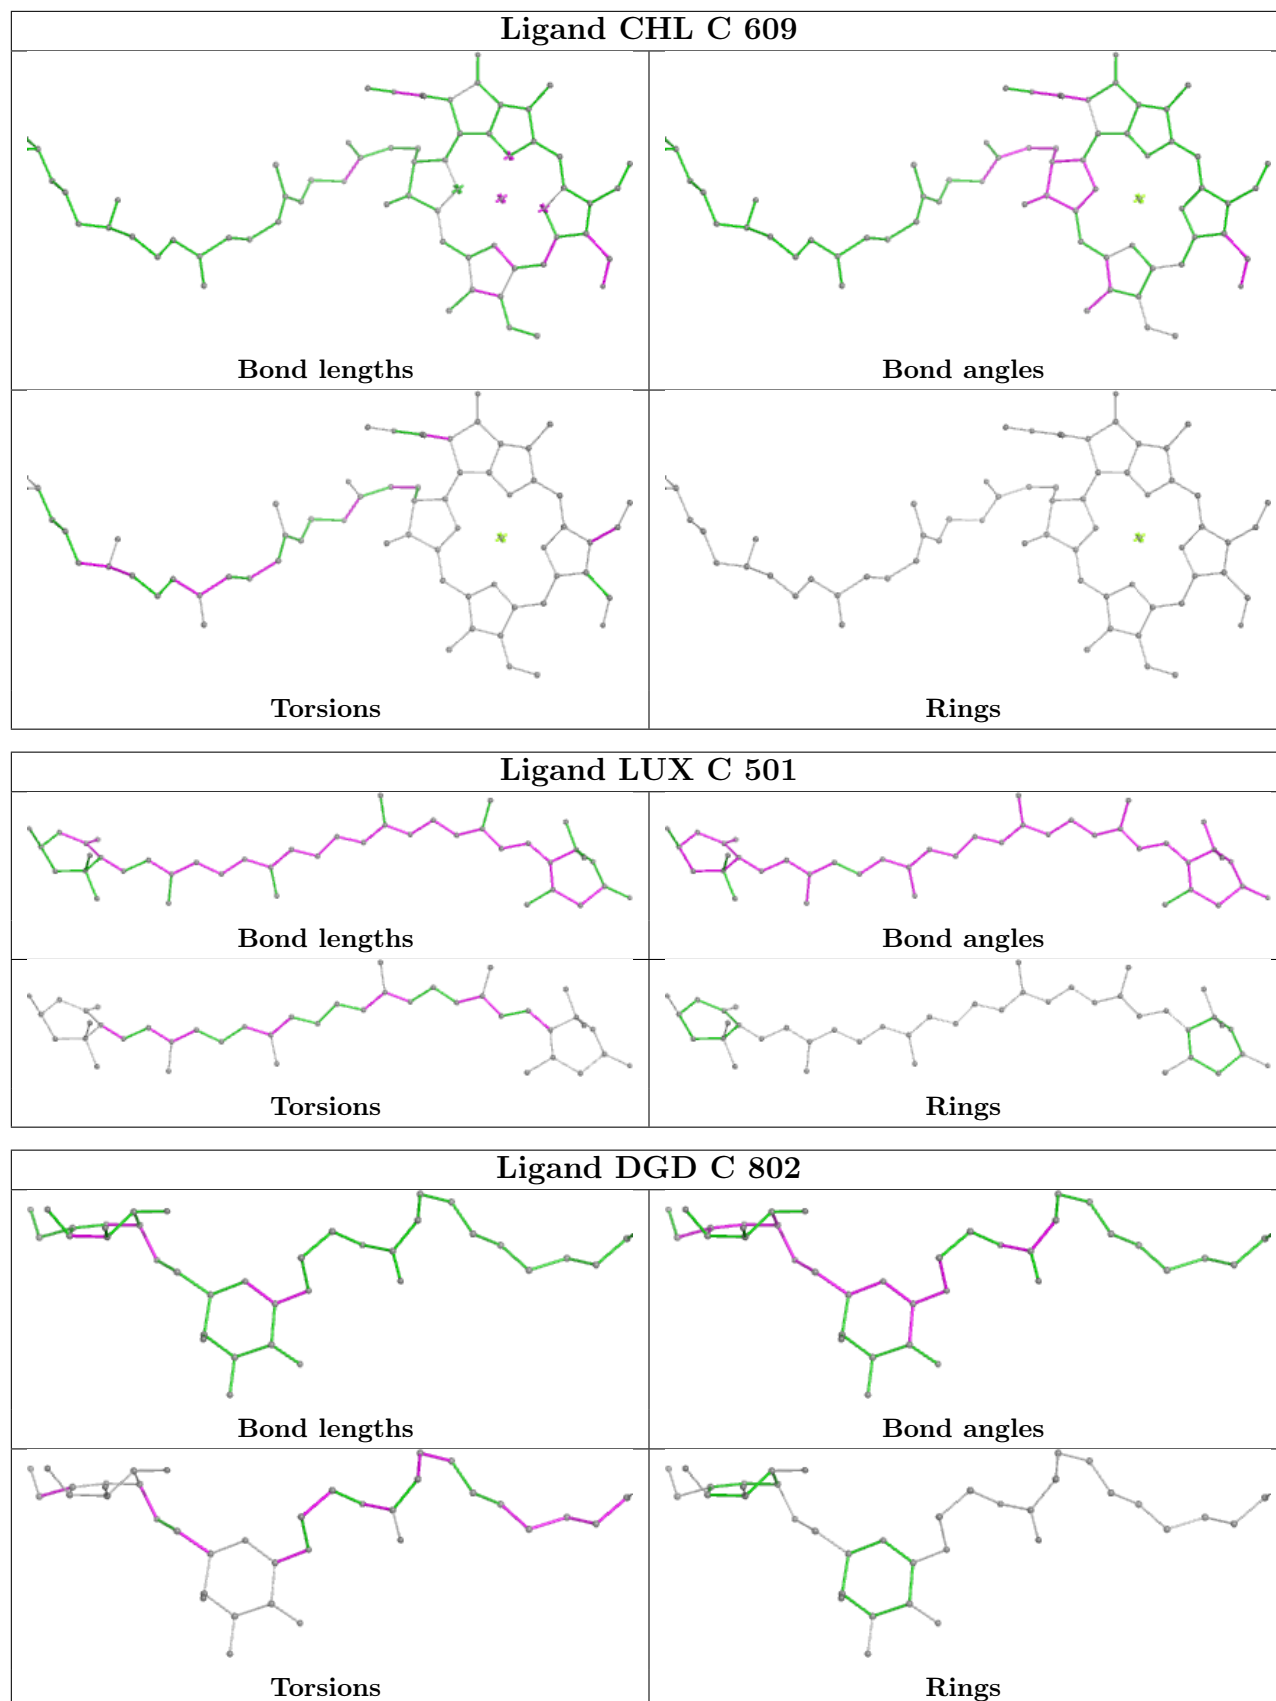 Ligand CHL C 609
Bond lengths
Bond angles
Torsions
Rings
Ligand LUX C 501
Bond lengths
Bond angles
Torsions
Rings
Ligand DGD C 802
Bond lengths
Bond angles
Torsions
Rings